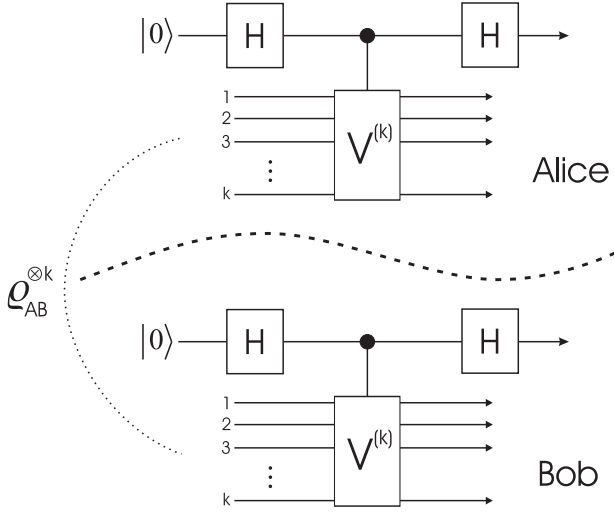 |0⟩ H H
1
2
3
⋮ ⋮
k
V^(k)
Alice
ϱ_AB^⊗k
|0⟩ H H
1
2
3
⋮ ⋮
k
V^(k)
Bob